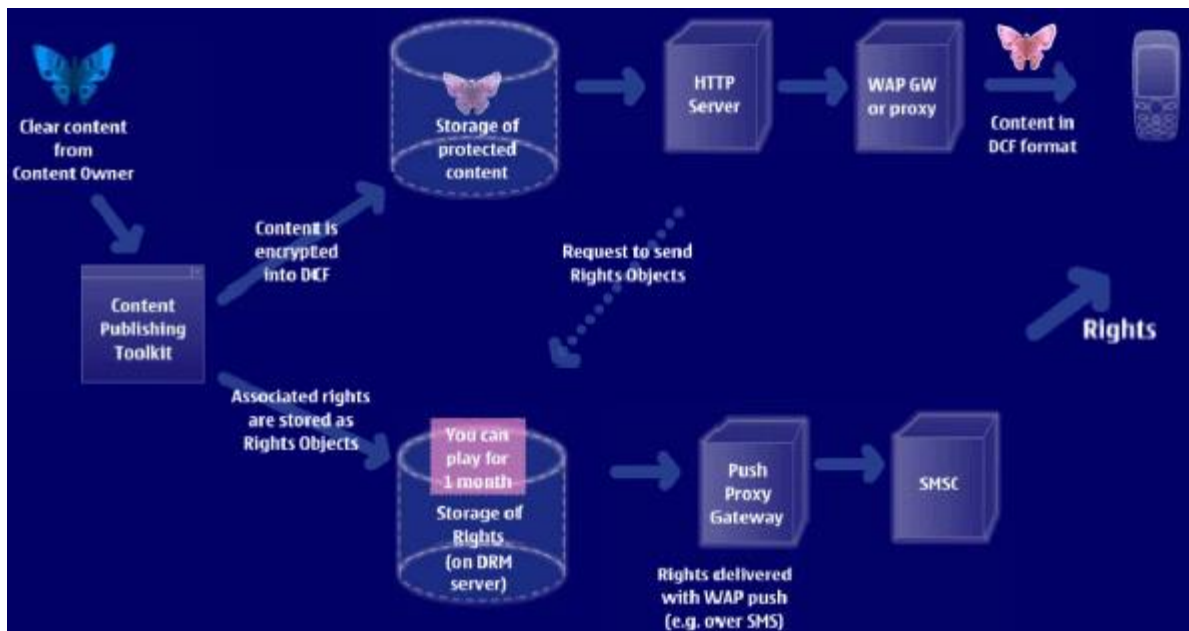 Clear content
from
Content Owner
Storage of
protected
content
HTTP
Server
WAP GW
or proxy
Content in
DCF format
Content is
encrypted
into DCF
Request to send
Rights Objects
Content
Publishing
Toolkit
Rights
Associated rights
are stored as
Rights Objects
You can
play for
1 month
Storage of
Rights
(on DRM
server)
Push
Proxy
Gateway
SMSC
Rights delivered
with WAP push
(e.g. over SMS)